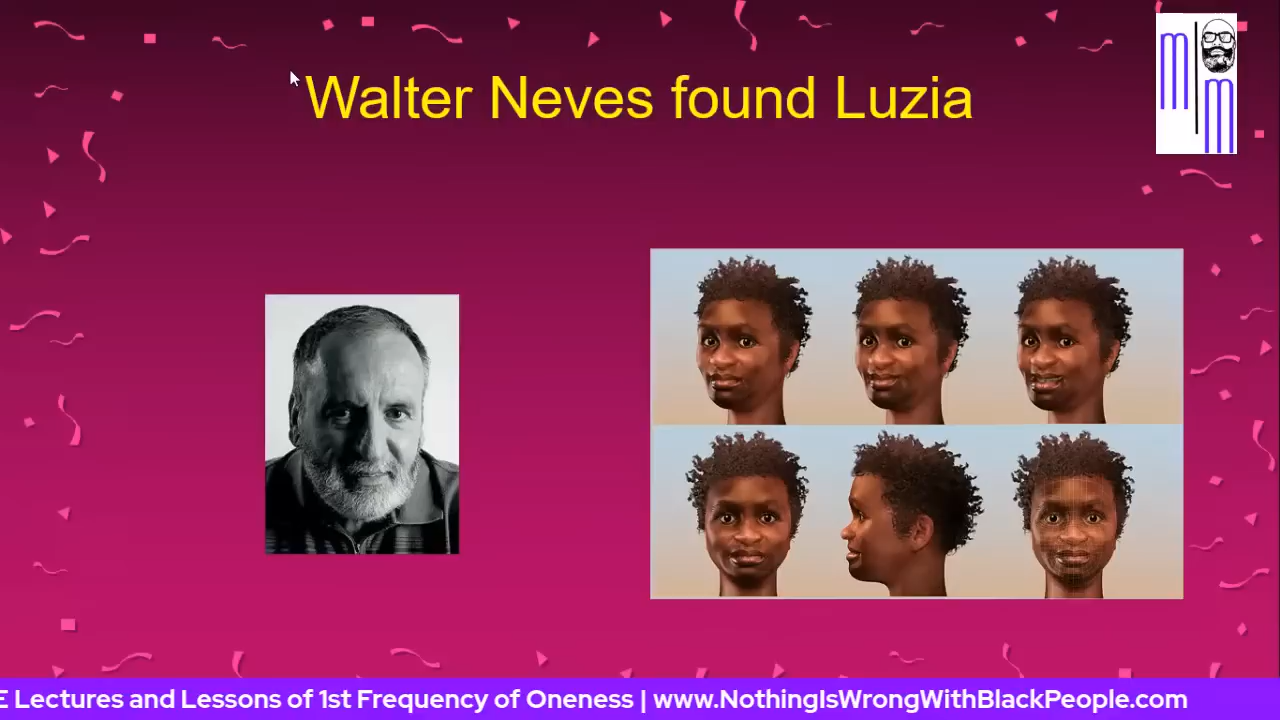 Walter Neves found Luzia
m
m
E Lectures and Lessons of 1st Frequency of Oneness | www.NothingIsWrongWithBlackPeople.com